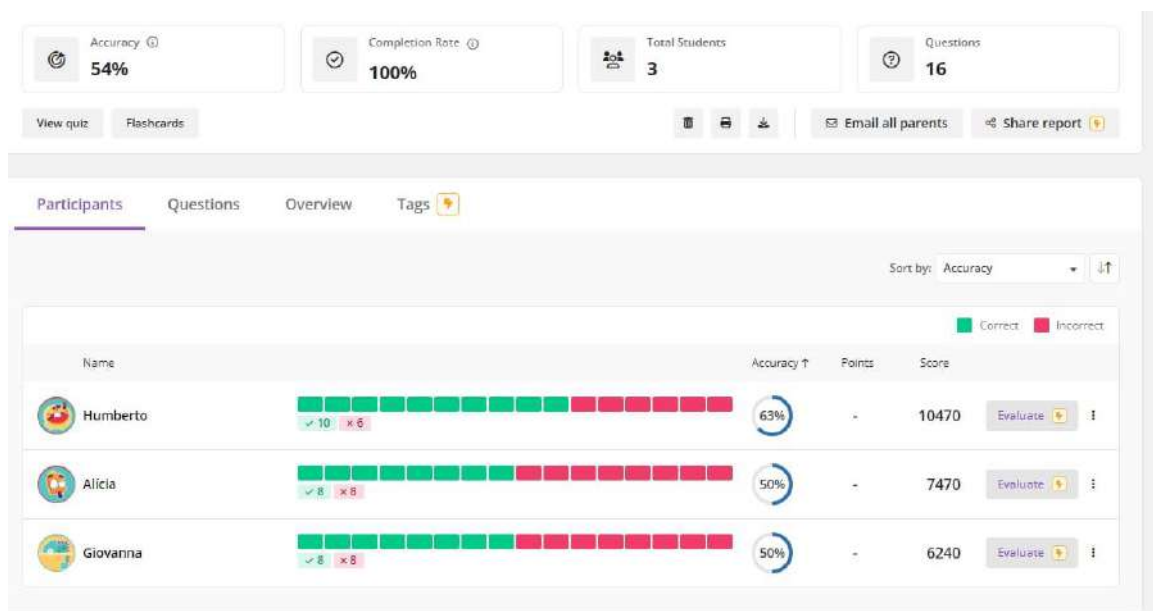 Accuracy
54%
Completion Rate
100%
Total Students
3
Questions
16
View quiz
Flashcards
Email all parents
Share report
Participants
Questions
Overview
Tags
Sort by: Accuracy
Correct
Incorrect
Name
Accuracy ↑
Points
Score
Humberto
✓ 10
× 6
63%
-
10470
Evaluate
Alícia
✓ 8
× 8
50%
-
7470
Evaluate
Giovanna
✓ 8
× 8
50%
-
6240
Evaluate